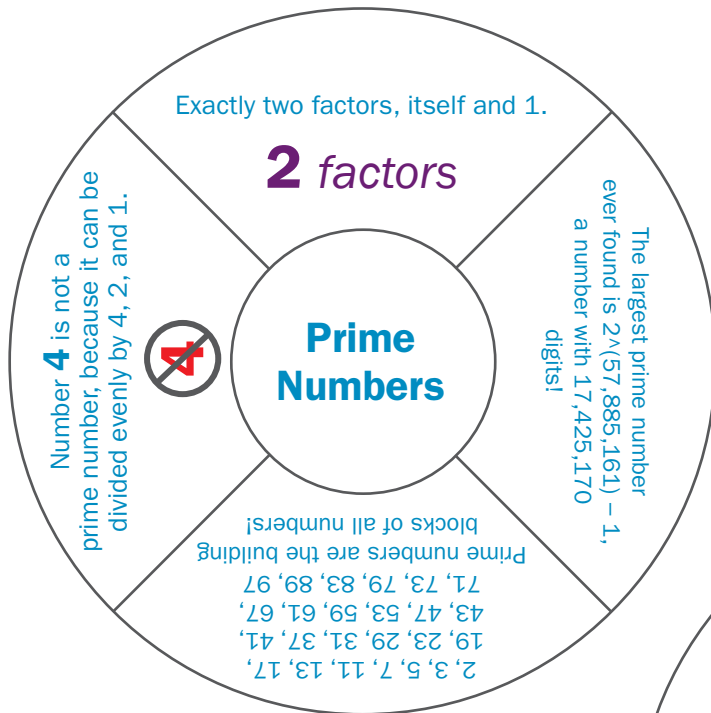 Exactly two factors, itself and 1.
2 factors
The largest prime number
ever found is 2^(57,885,161) – 1,
a number with 17,425,170
digits!
2, 3, 5, 7, 11, 13, 17,
19, 23, 29, 31, 37, 41,
43, 47, 53, 59, 61, 67,
71, 73, 79, 83, 89, 97
Prime numbers are the building
blocks of all numbers!
Number 4 is not a
prime number, because it can be
divided evenly by 4, 2, and 1.
4
Prime
Numbers